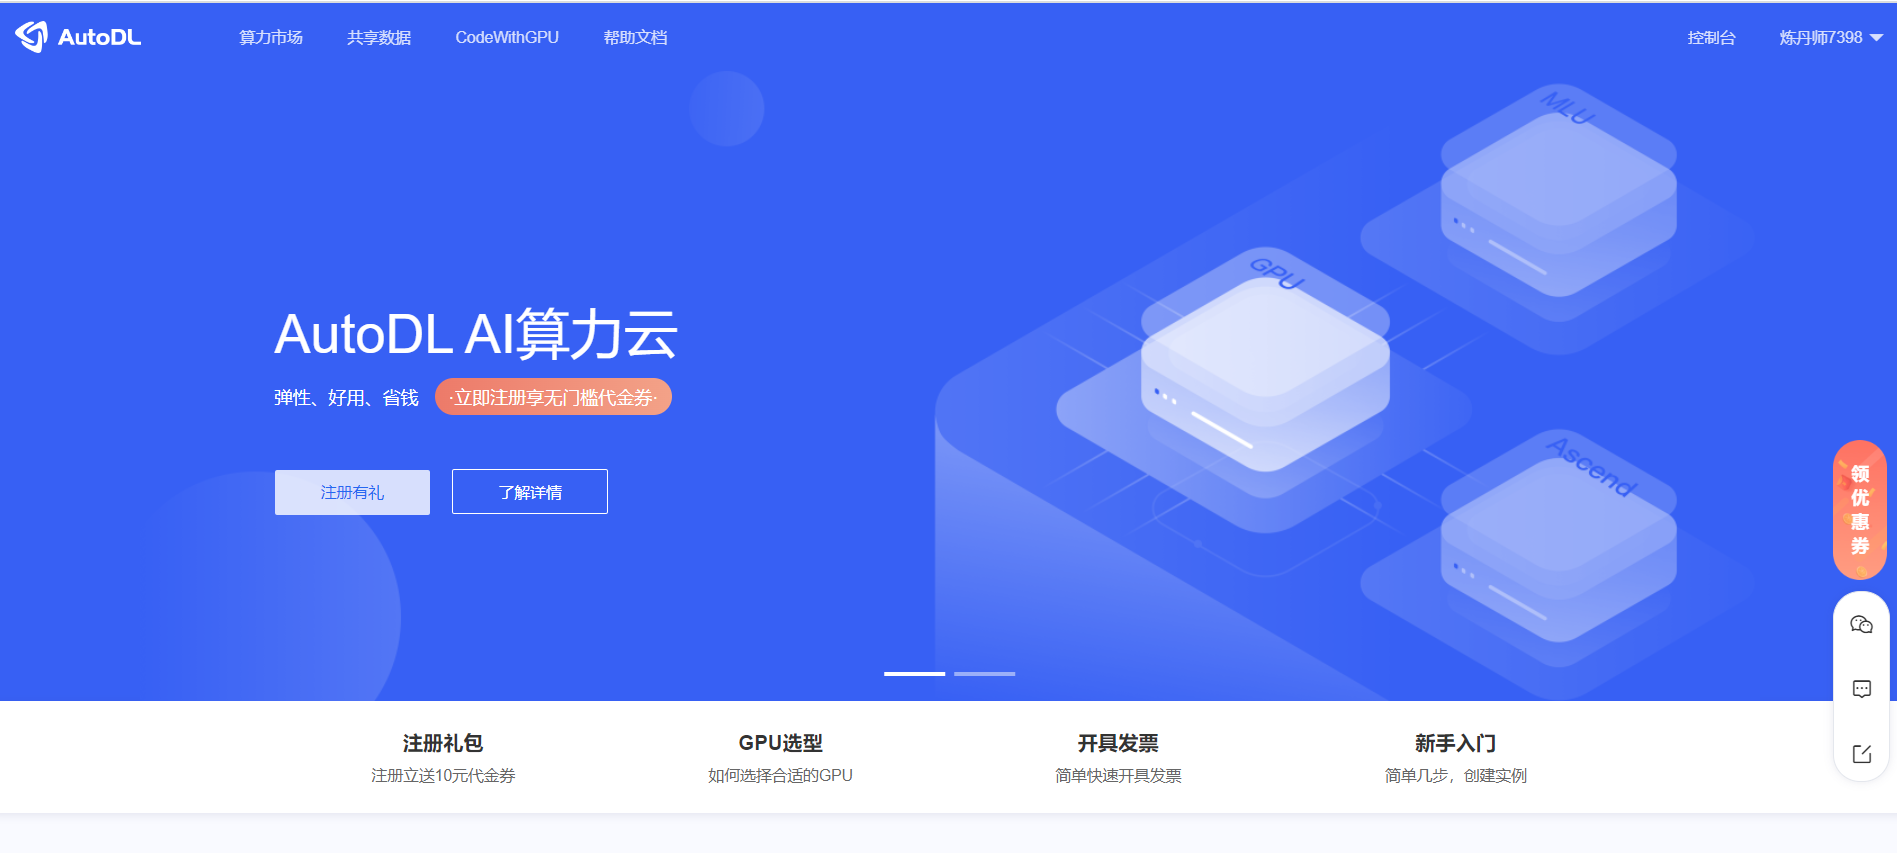 AutoDL
算力市场
共享数据
CodeWithGPU
帮助文档
控制台
炼丹师7398
MLU
GPU
Ascend
AutoDL AI算力云
弹性、好用、省钱
·立即注册享无门槛代金券·
注册有礼
了解详情
领
优
惠
券
注册礼包
注册立送10元代金券
GPU选型
如何选择合适的GPU
开具发票
简单快速开具发票
新手入门
简单几步，创建实例